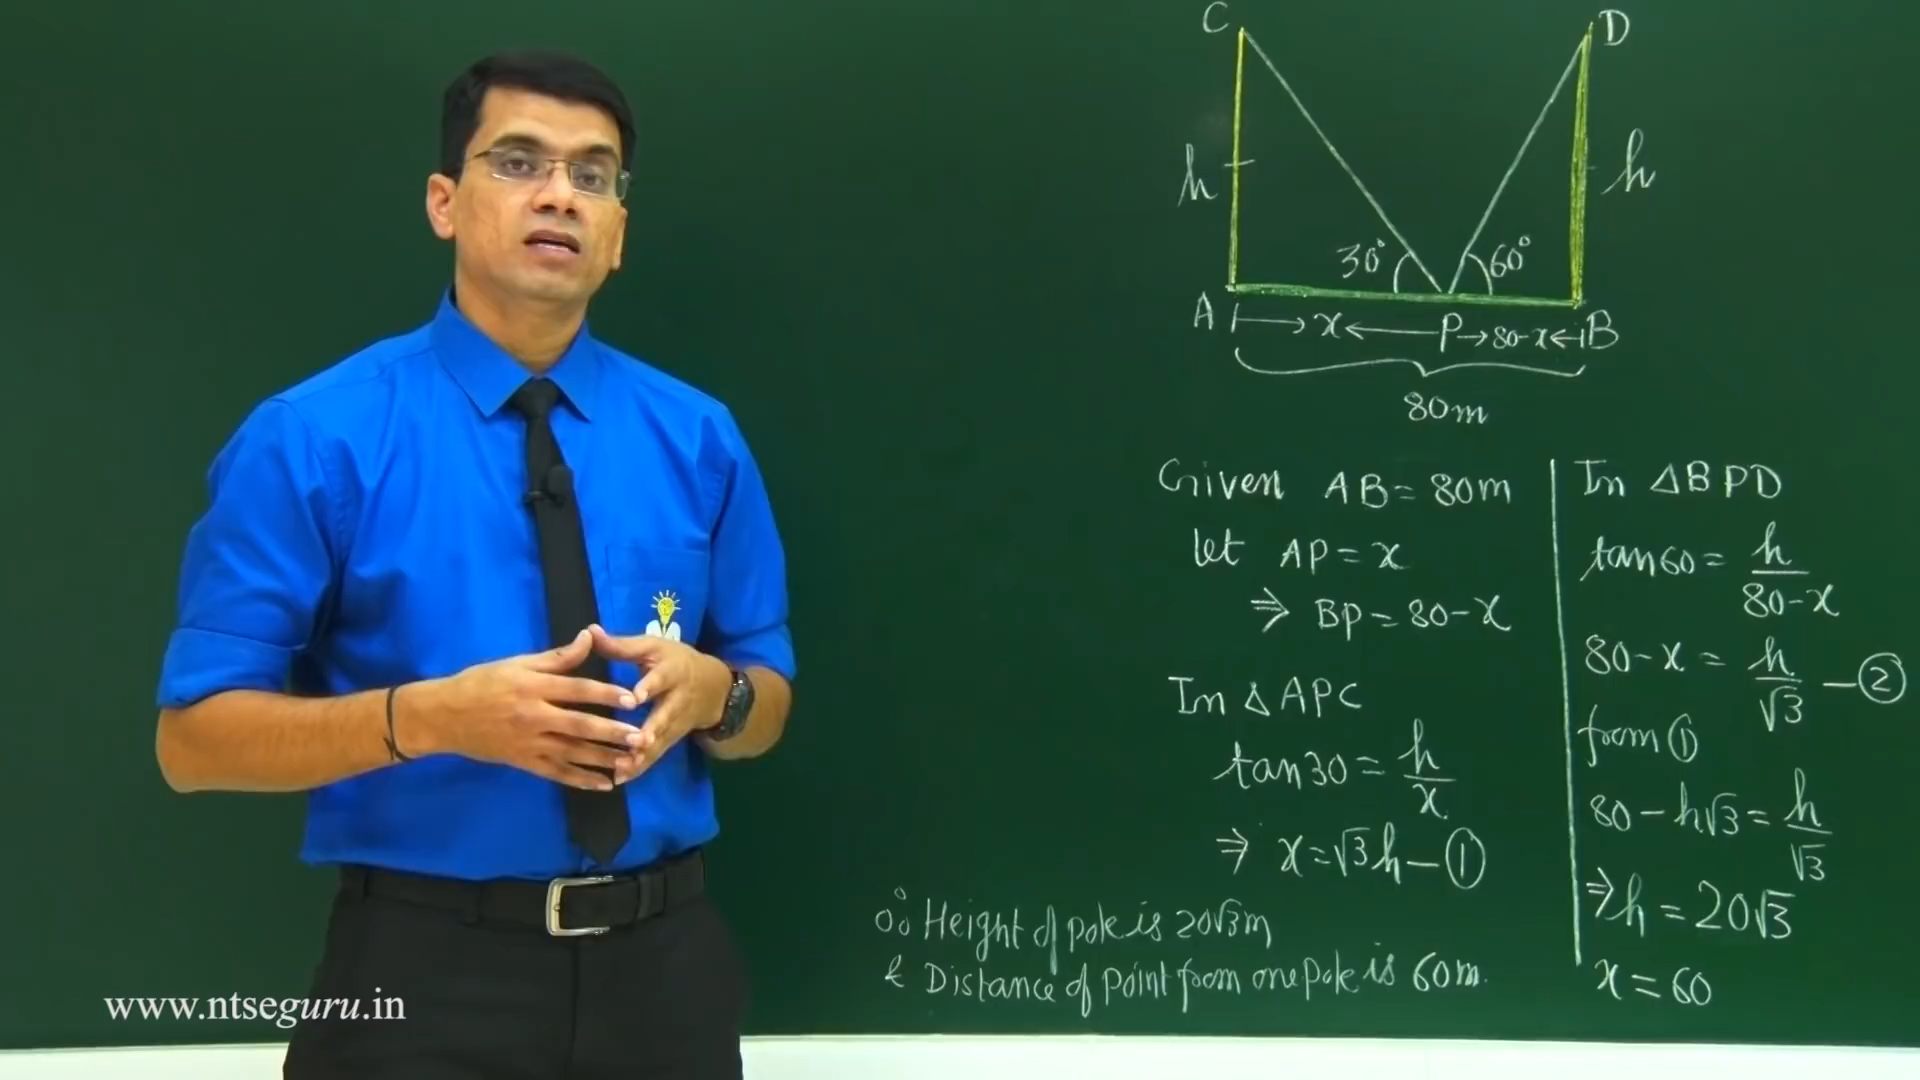 C
D
h
h
30°
60°
A
x
P
80-x
B
80m
Given AB = 80m
let AP = x
⇒ BP = 80-x
In △APC
tan30 = h/x
⇒ x = √3h — ①
In △BPD
tan60 = h/80-x
80-x = h/√3 — ②
from ①
80-h√3 = h/√3
⇒ h = 20√3
x = 60
∴ Height of pole is 20√3m
& Distance of point from one pole is 60m.
www.ntseguru.in